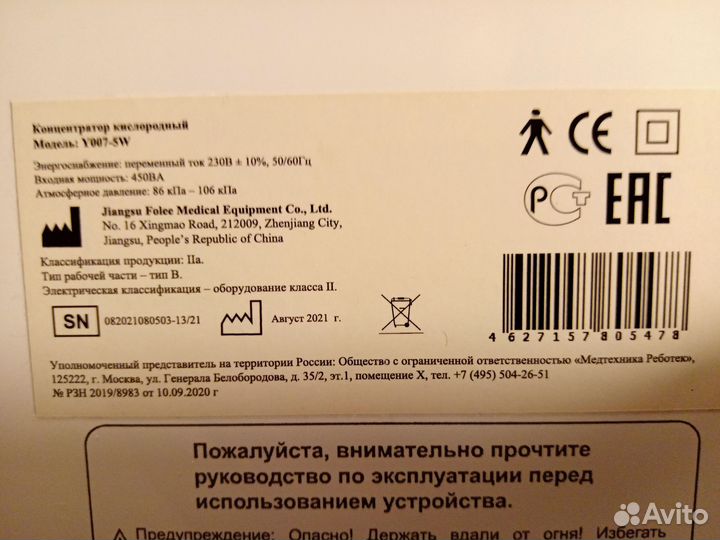 Концентратор кислородный
Модель: Y007-5W
Энергоснабжение: переменный ток 230В ± 10%, 50/60Гц
Входная мощность: 450ВА
Атмосферное давление: 86 кПа – 106 кПа
Jiangsu Folee Medical Equipment Co., Ltd.
No. 16 Xingmao Road, 212009, Zhenjiang City,
Jiangsu, People's Republic of China
Классификация продукции: IIa.
Тип рабочей части – тип В.
Электрическая классификация – оборудование класса II.
SN 082021080503-13/21
Август 2021 г.
CE
РСТ
ЕАС
4627157805478
Уполномоченный представитель на территории России: Общество с ограниченной ответственностью «Медтехника Реботек»,
125222, г. Москва, ул. Генерала Белобородова, д. 35/2, эт.1, помещение X, тел. +7 (495) 504-26-51
№ РЗН 2019/8983 от 10.09.2020 г
Пожалуйста, внимательно прочтите
руководство по эксплуатации перед
использованием устройства.
Предупреждение: Опасно! Держать вдали от огня! Избегать
Avito